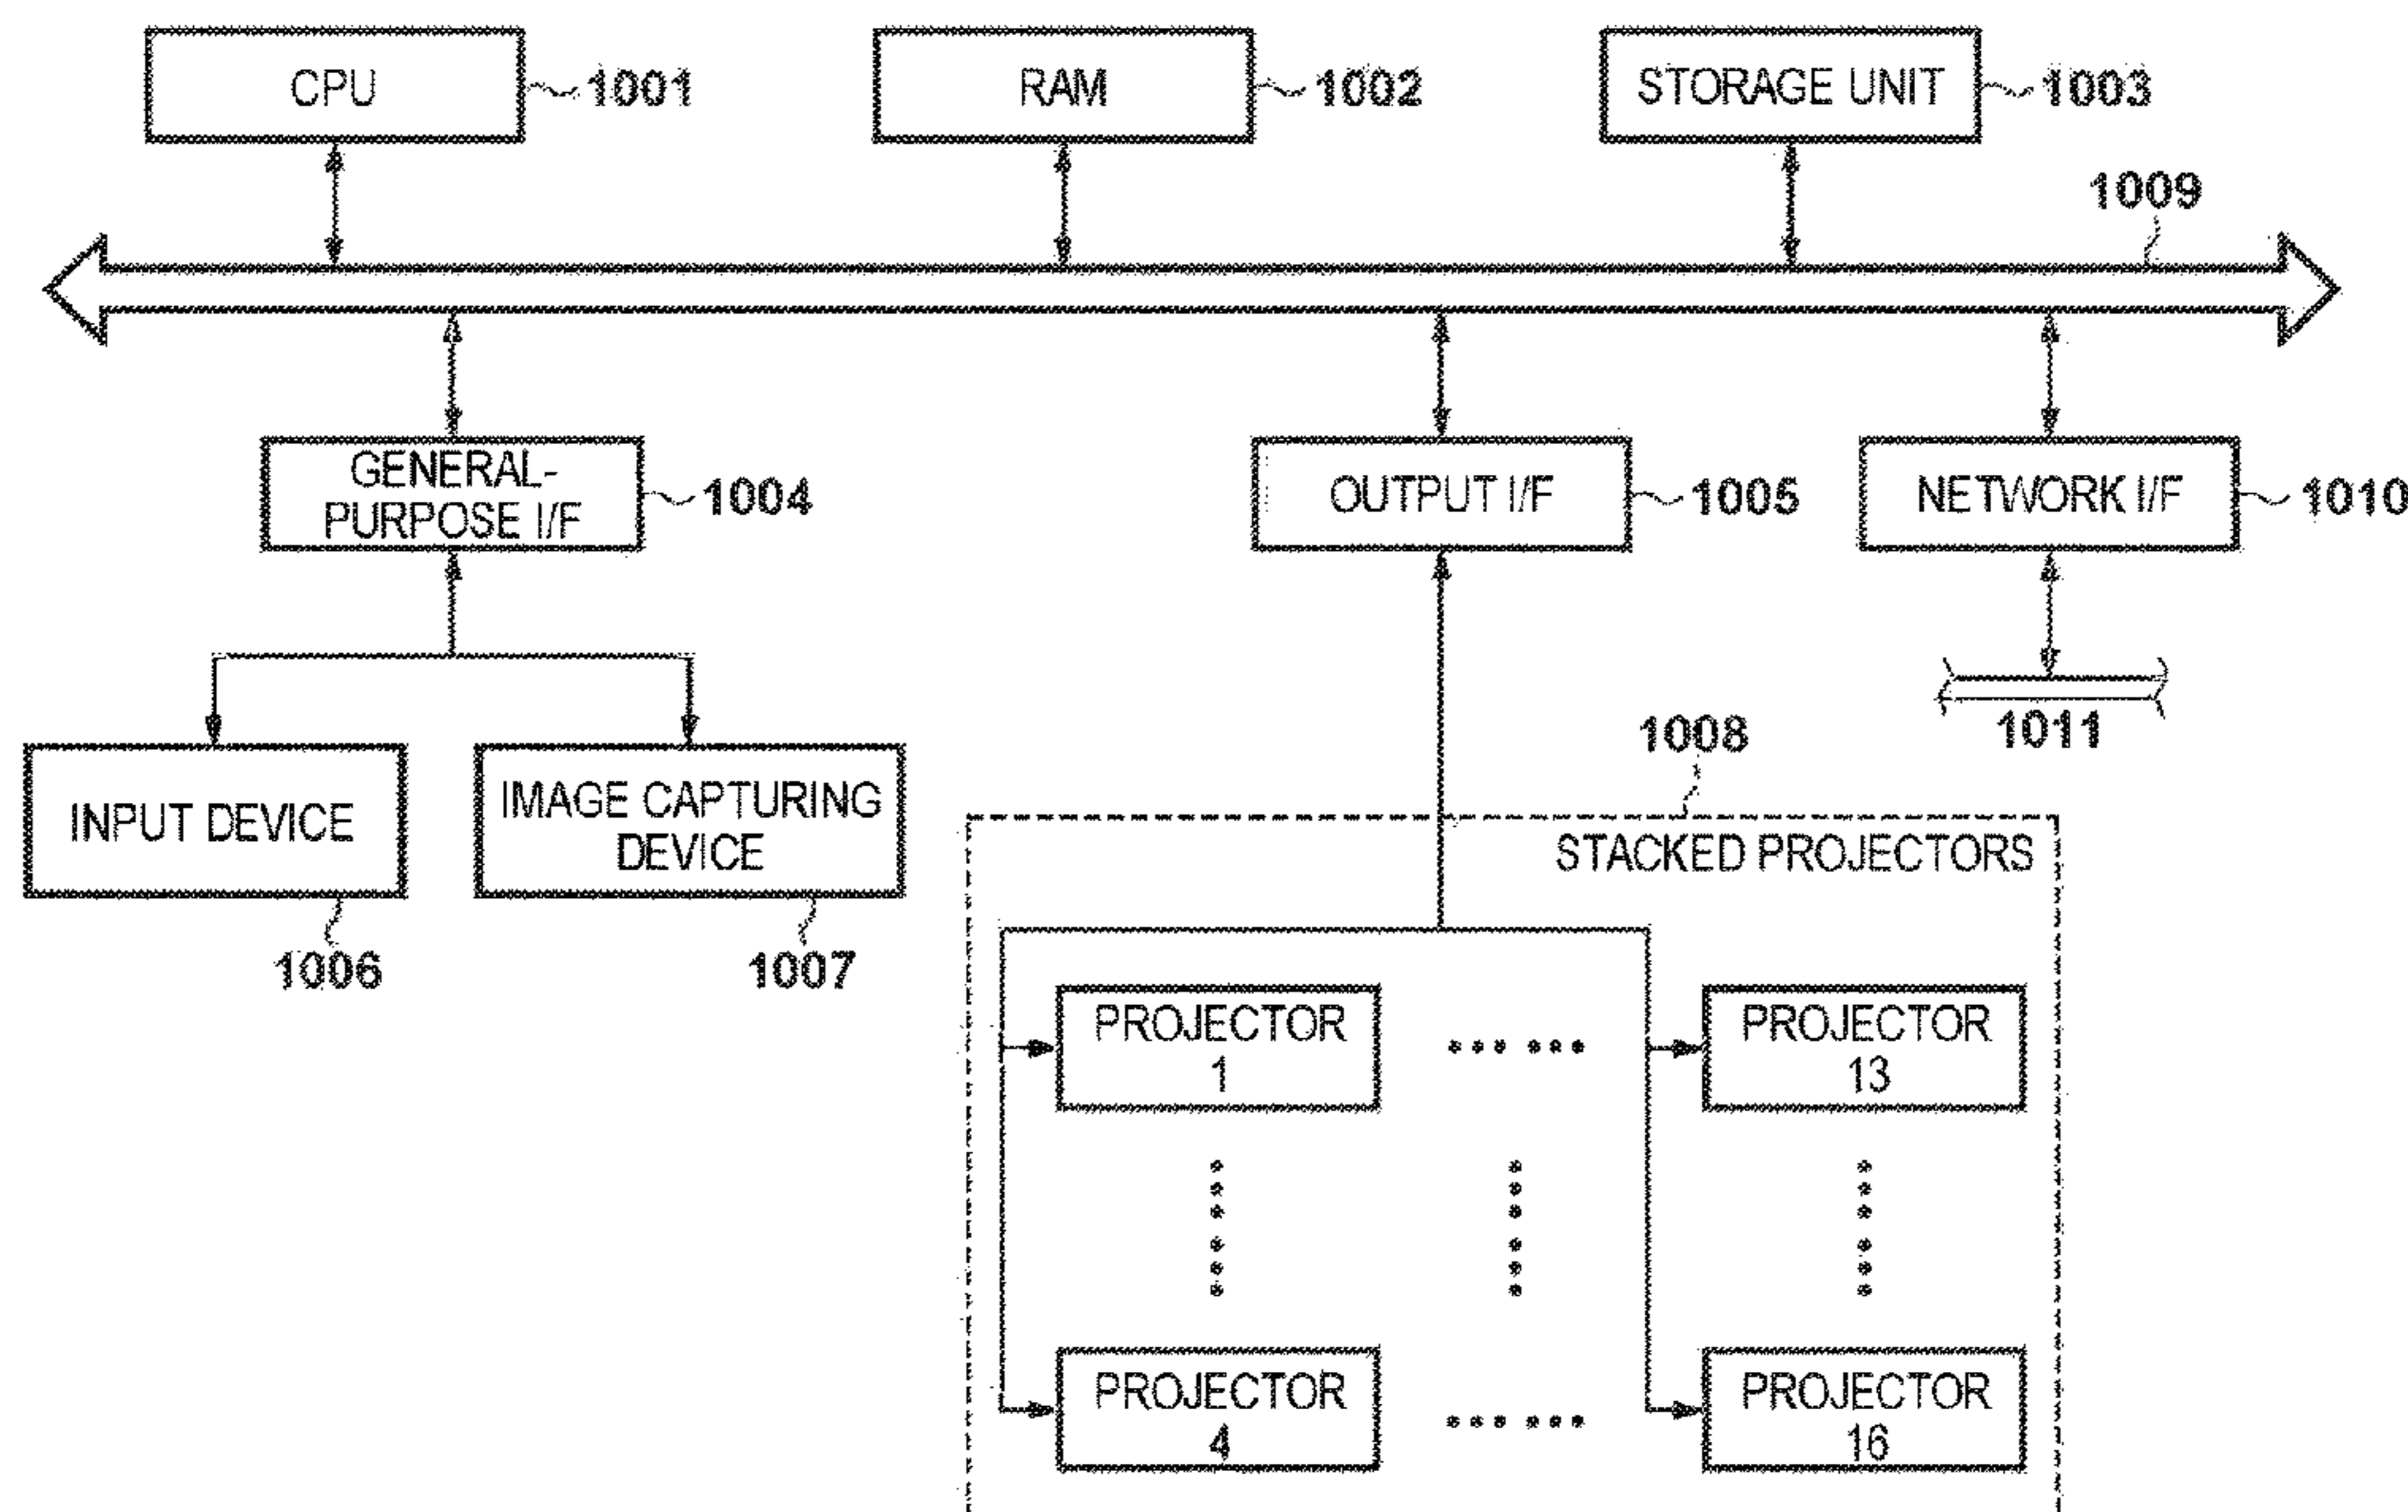 CPU
1001
RAM
1002
STORAGE UNIT
1003
1009
GENERAL-
PURPOSE I/F
1004
OUTPUT I/F
1005
NETWORK I/F
1010
1011
INPUT DEVICE
1006
IMAGE CAPTURING
DEVICE
1007
1008
STACKED PROJECTORS
PROJECTOR
1
PROJECTOR
13
PROJECTOR
4
PROJECTOR
16